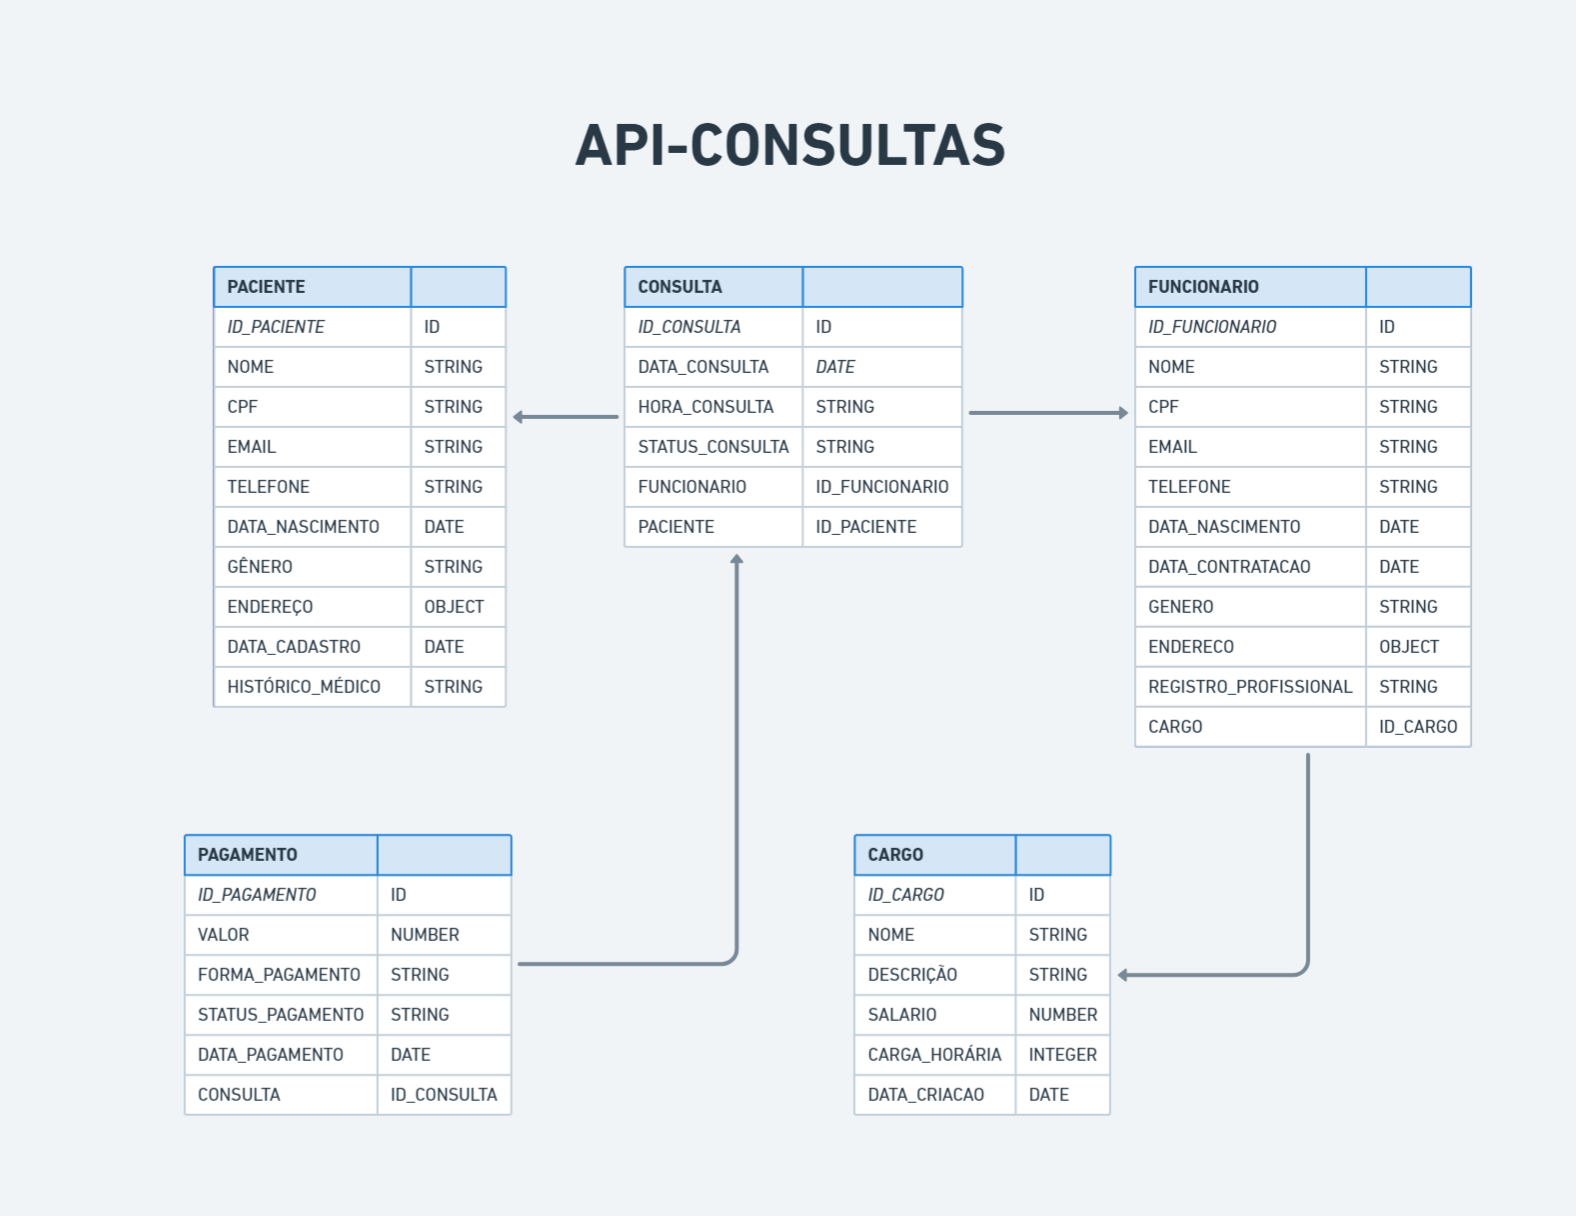 API-CONSULTAS
PACIENTE
ID_PACIENTE ID
NOME STRING
CPF STRING
EMAIL STRING
TELEFONE STRING
DATA_NASCIMENTO DATE
GÊNERO STRING
ENDEREÇO OBJECT
DATA_CADASTRO DATE
HISTÓRICO_MÉDICO STRING
CONSULTA
ID_CONSULTA ID
DATA_CONSULTA DATE
HORA_CONSULTA STRING
STATUS_CONSULTA STRING
FUNCIONARIO ID_FUNCIONARIO
PACIENTE ID_PACIENTE
FUNCIONARIO
ID_FUNCIONARIO ID
NOME STRING
CPF STRING
EMAIL STRING
TELEFONE STRING
DATA_NASCIMENTO DATE
DATA_CONTRATACAO DATE
GENERO STRING
ENDERECO OBJECT
REGISTRO_PROFISSIONAL STRING
CARGO ID_CARGO
PAGAMENTO
ID_PAGAMENTO ID
VALOR NUMBER
FORMA_PAGAMENTO STRING
STATUS_PAGAMENTO STRING
DATA_PAGAMENTO DATE
CONSULTA ID_CONSULTA
CARGO
ID_CARGO ID
NOME STRING
DESCRIÇÃO STRING
SALARIO NUMBER
CARGA_HORÁRIA INTEGER
DATA_CRIACAO DATE